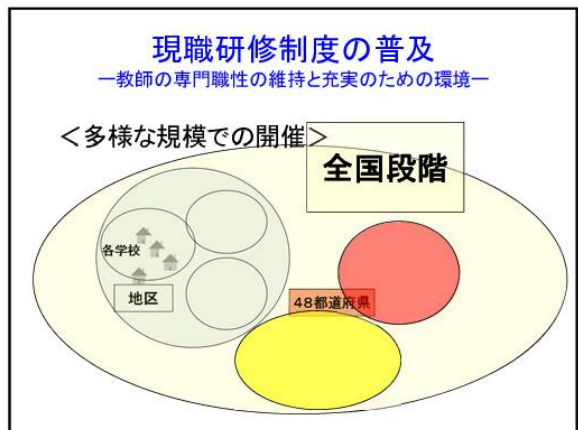 現職研修制度の普及
ー教師の専門職性の維持と充実のための環境ー
＜多様な規模での開催＞
全国段階
各学校
地区
48都道府県